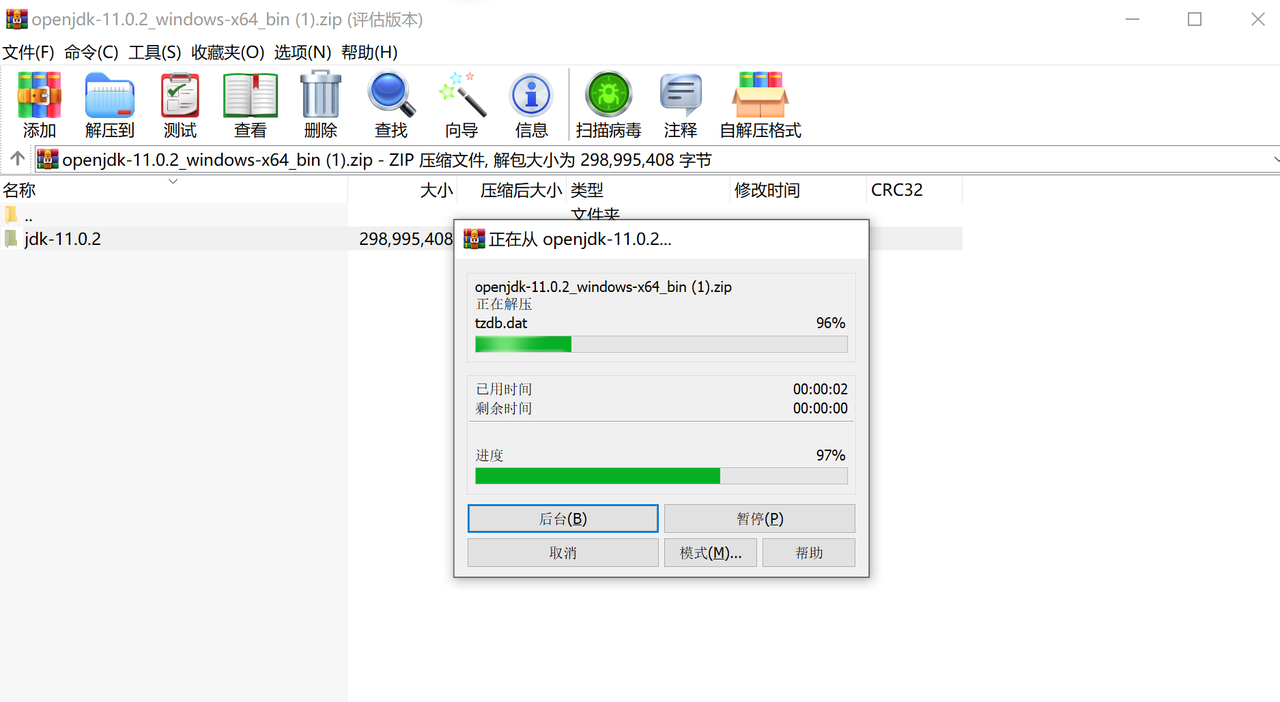 openjdk-11.0.2_windows-x64_bin (1).zip (评估版本)
文件(F) 命令(C) 工具(S) 收藏夹(O) 选项(N) 帮助(H)
添加 解压到 测试 查看 删除 查找 向导 信息 扫描病毒 注释 自解压格式
openjdk-11.0.2_windows-x64_bin (1).zip - ZIP 压缩文件, 解包大小为 298,995,408 字节
名称 大小 压缩后大小 类型 修改时间 CRC32
.. 文件夹
jdk-11.0.2 298,995,408
正在从 openjdk-11.0.2...
openjdk-11.0.2_windows-x64_bin (1).zip
正在解压
tzdb.dat 96%
已用时间 00:00:02
剩余时间 00:00:00
进度 97%
后台(B) 暂停(P)
取消 模式(M)... 帮助